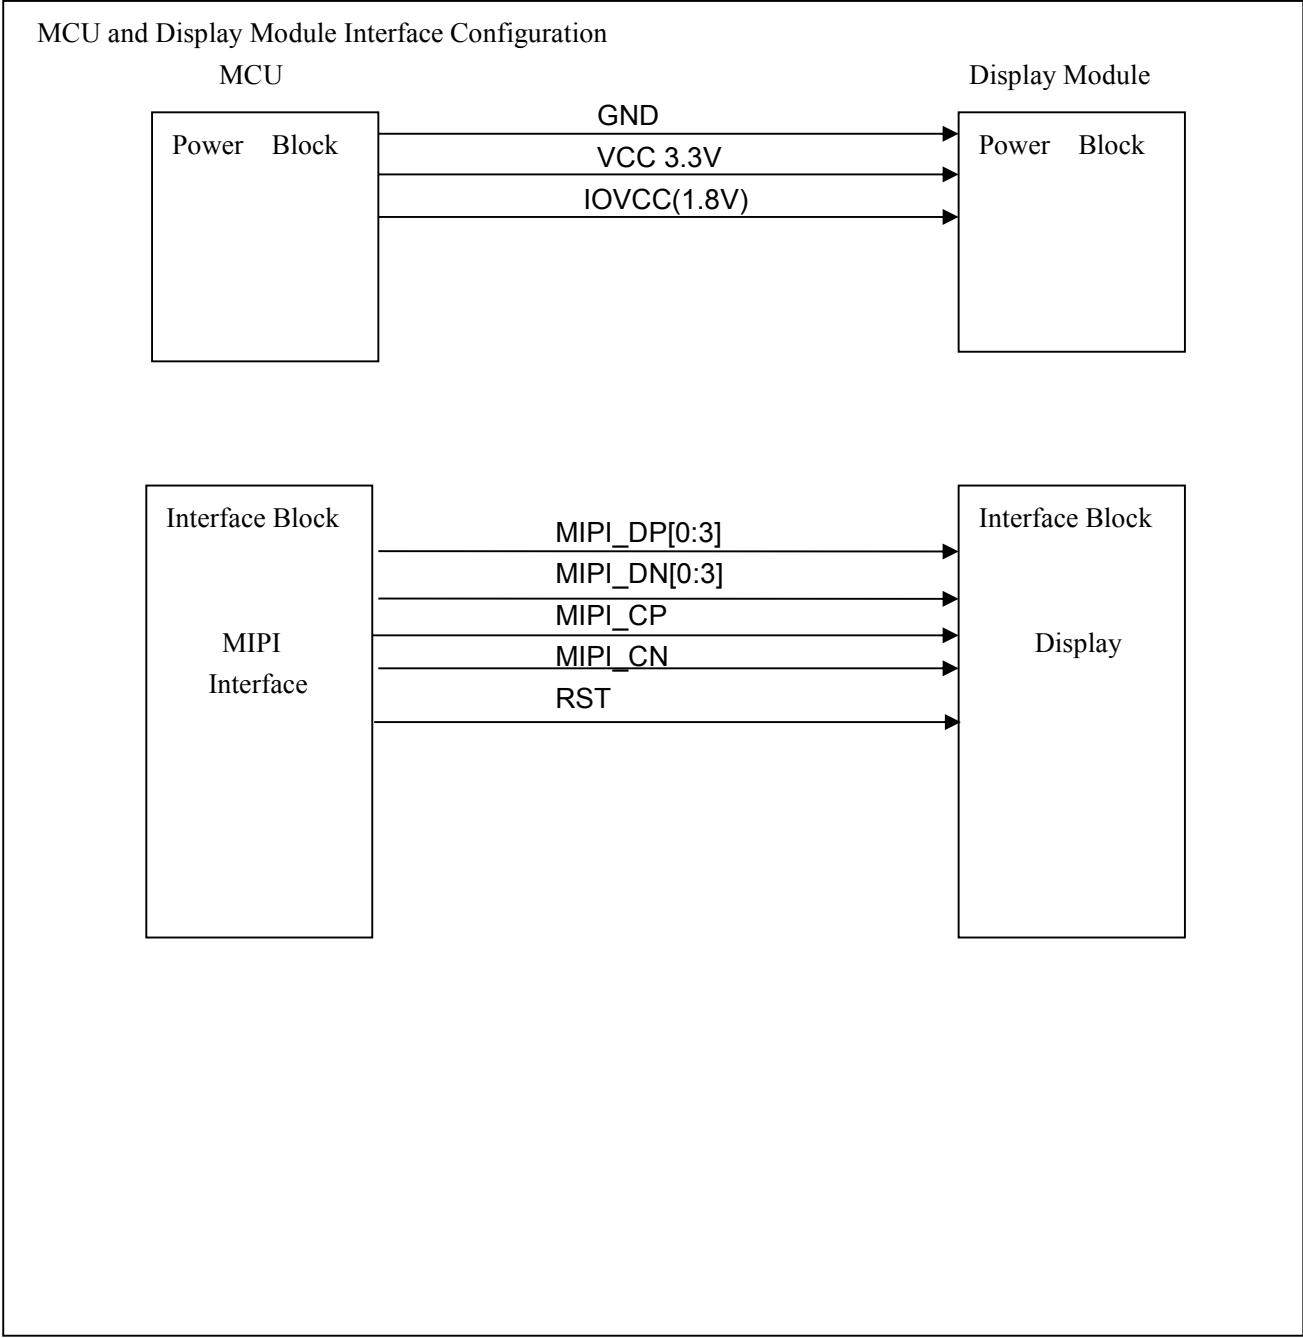 MCU and Display Module Interface Configuration
MCU
Display Module
Power Block
GND
VCC 3.3V
IOVCC(1.8V)
Power Block
Interface Block
MIPI
Interface
MIPI_DP[0:3]
MIPI_DN[0:3]
MIPI_CP
MIPI_CN
RST
Interface Block
Display